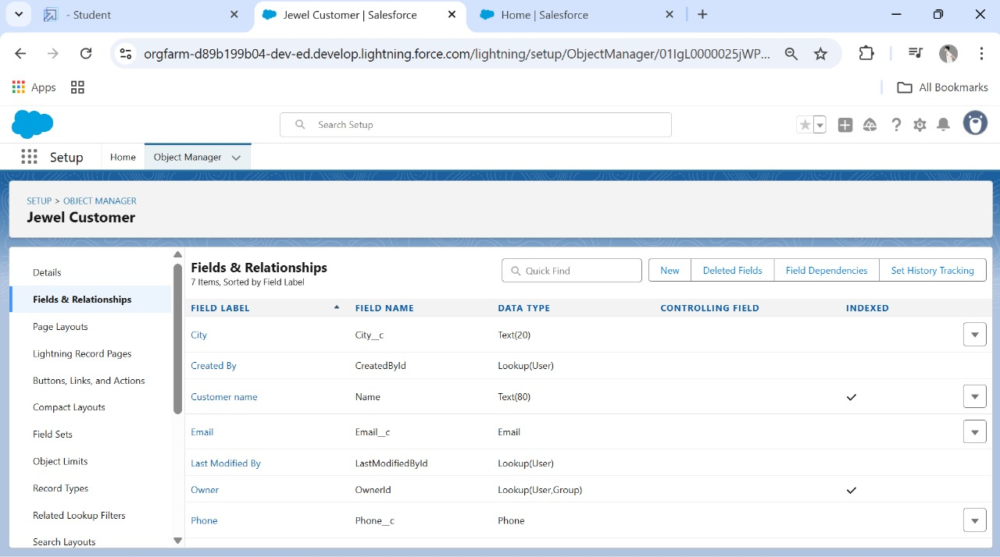 - Student
Jewel Customer | Salesforce
Home | Salesforce
orgfarm-d89b199b04-dev-ed.develop.lightning.force.com/lightning/setup/ObjectManager/01IgL0000025jWP...
Apps
All Bookmarks
Search Setup
Setup
Home
Object Manager
SETUP > OBJECT MANAGER
Jewel Customer
Details
Fields & Relationships
Page Layouts
Lightning Record Pages
Buttons, Links, and Actions
Compact Layouts
Field Sets
Object Limits
Record Types
Related Lookup Filters
Search Layouts
Fields & Relationships
7 Items, Sorted by Field Label
Quick Find
New
Deleted Fields
Field Dependencies
Set History Tracking
FIELD LABEL FIELD NAME DATA TYPE CONTROLLING FIELD INDEXED
City City__c Text(20)
Created By CreatedById Lookup(User)
Customer name Name Text(80)
Email Email__c Email
Last Modified By LastModifiedById Lookup(User)
Owner OwnerId Lookup(User,Group)
Phone Phone__c Phone